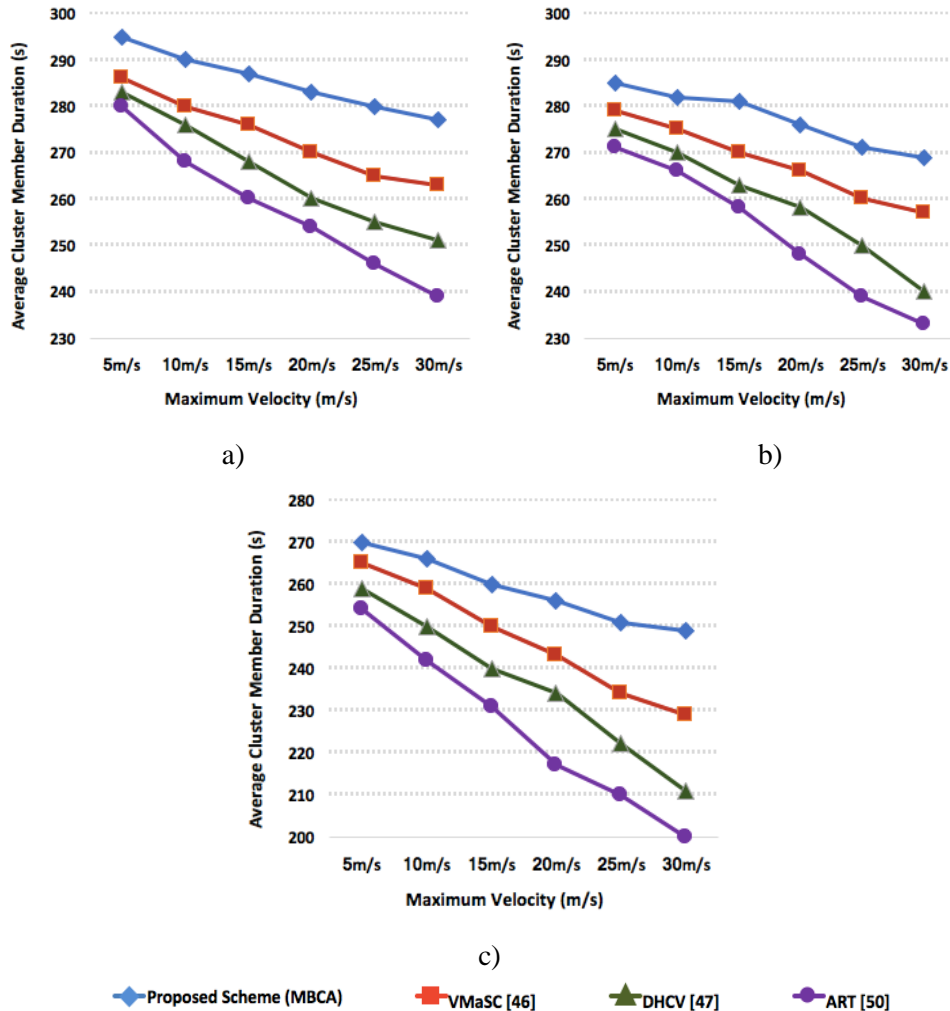 300
290
280
270
260
250
240
230
Average Cluster Member Duration (s)
5m/s 10m/s 15m/s 20m/s 25m/s 30m/s
Maximum Velocity (m/s)
a)
300
290
280
270
260
250
240
230
Average Cluster Member Duration (s)
5m/s 10m/s 15m/s 20m/s 25m/s 30m/s
Maximum Velocity (m/s)
b)
280
270
260
250
240
230
220
210
200
Average Cluster Member Duration (s)
5m/s 10m/s 15m/s 20m/s 25m/s 30m/s
Maximum Velocity (m/s)
c)
Proposed Scheme (MBCA) VMaSC [46] DHCV [47] ART [50]